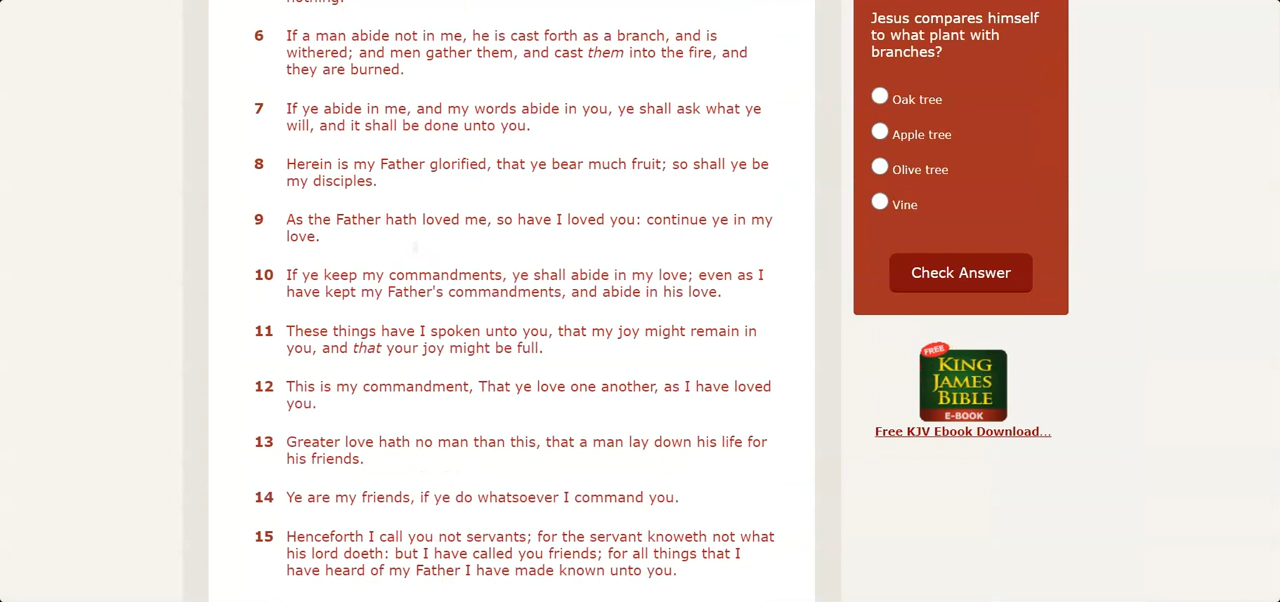 nothing.
6 If a man abide not in me, he is cast forth as a branch, and is
withered; and men gather them, and cast them into the fire, and
they are burned.
7 If ye abide in me, and my words abide in you, ye shall ask what ye
will, and it shall be done unto you.
8 Herein is my Father glorified, that ye bear much fruit; so shall ye be
my disciples.
9 As the Father hath loved me, so have I loved you: continue ye in my
love.
10 If ye keep my commandments, ye shall abide in my love; even as I
have kept my Father's commandments, and abide in his love.
11 These things have I spoken unto you, that my joy might remain in
you, and that your joy might be full.
12 This is my commandment, That ye love one another, as I have loved
you.
13 Greater love hath no man than this, that a man lay down his life for
his friends.
14 Ye are my friends, if ye do whatsoever I command you.
15 Henceforth I call you not servants; for the servant knoweth not what
his lord doeth: but I have called you friends; for all things that I
have heard of my Father I have made known unto you.
Jesus compares himself
to what plant with
branches?
Oak tree
Apple tree
Olive tree
Vine
Check Answer
FREE
KING
JAMES
BIBLE
E-BOOK
Free KJV Ebook Download...